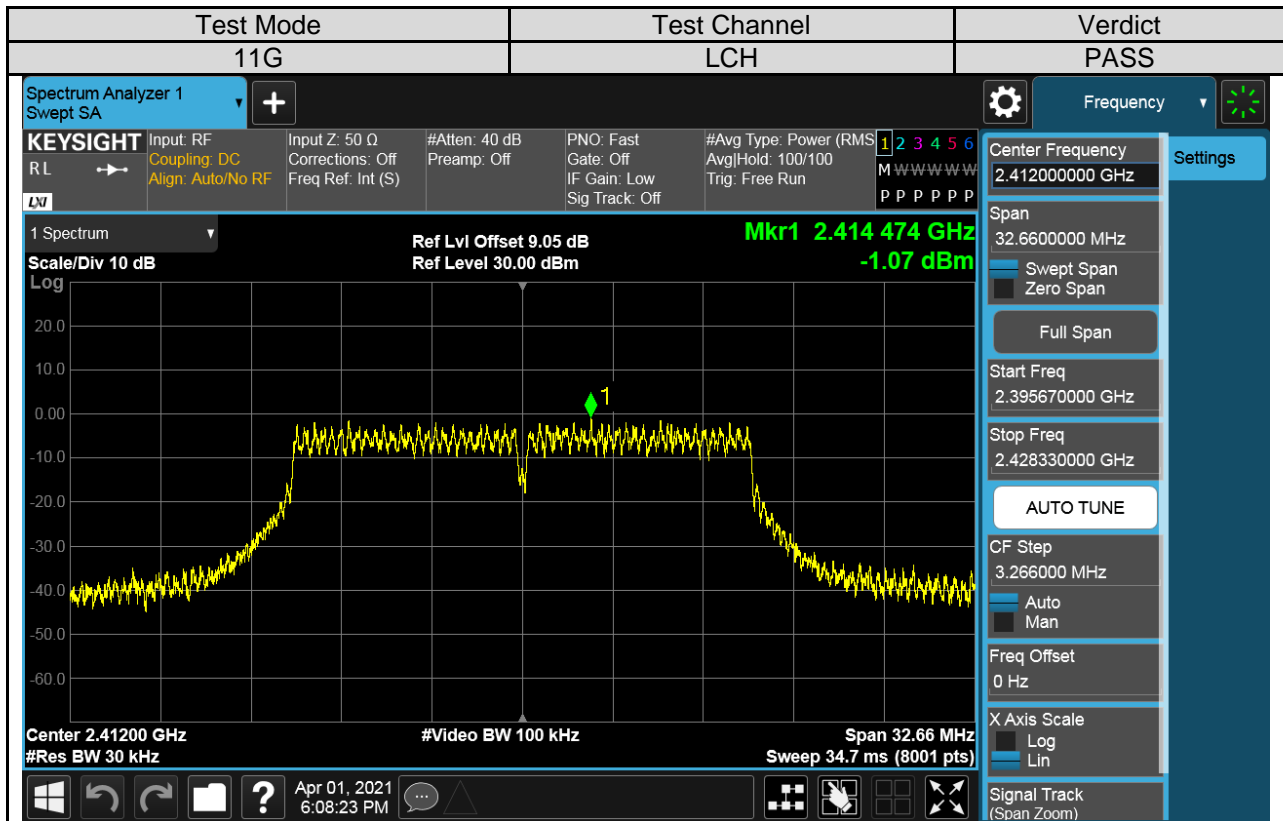 Test Mode Test Channel Verdict
11G LCH PASS
Spectrum Analyzer 1
Swept SA
Frequency
KEYSIGHT Input: RF Input Z: 50 Ω #Atten: 40 dB PNO: Fast #Avg Type: Power (RMS 1 2 3 4 5 6
RL Coupling: DC Corrections: Off Preamp: Off Gate: Off Avg|Hold: 100/100 M W W W W W
Align: Auto/No RF Freq Ref: Int (S) IF Gain: Low Trig: Free Run
LXI Sig Track: Off P P P P P P
1 Spectrum Ref Lvl Offset 9.05 dB Mkr1 2.414 474 GHz
Scale/Div 10 dB Ref Level 30.00 dBm -1.07 dBm
Log
20.0
10.0
0.00
-10.0
-20.0
-30.0
-40.0
-50.0
-60.0
1
Center 2.41200 GHz #Video BW 100 kHz Span 32.66 MHz
#Res BW 30 kHz Sweep 34.7 ms (8001 pts)
Center Frequency
2.412000000 GHz
Settings
Span
32.6600000 MHz
Swept Span
Zero Span
Full Span
Start Freq
2.395670000 GHz
Stop Freq
2.428330000 GHz
AUTO TUNE
CF Step
3.266000 MHz
Auto
Man
Freq Offset
0 Hz
X Axis Scale
Log
Lin
Signal Track
(Span Zoom)
? Apr 01, 2021
6:08:23 PM